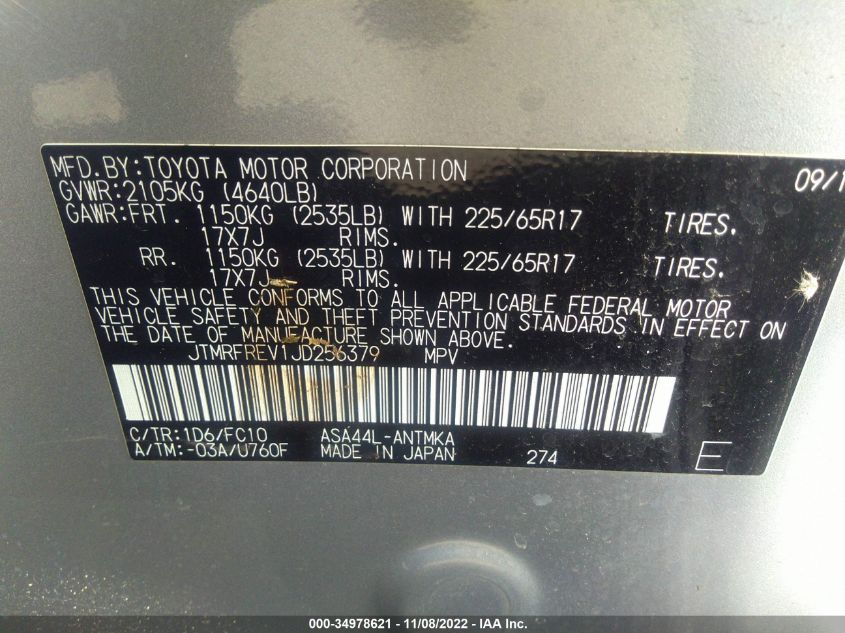 MFD.BY:TOYOTA MOTOR CORPORATION 09/1
GVWR:2105KG (4640LB)
GAWR:FRT. 1150KG (2535LB) WITH 225/65R17 TIRES.
17X7J RIMS.
RR. 1150KG (2535LB) WITH 225/65R17 TIRES.
17X7J RIMS.
THIS VEHICLE CONFORMS TO ALL APPLICABLE FEDERAL MOTOR
VEHICLE SAFETY AND THEFT PREVENTION STANDARDS IN EFFECT ON
THE DATE OF MANUFACTURE SHOWN ABOVE.
JTMRFREV1JD256379 MPV
C/TR:1D6/FC10 ASA44L-ANTMKA
A/TM:-03A/U760F MADE IN JAPAN 274 E
000-34978621 - 11/08/2022 - IAA Inc.